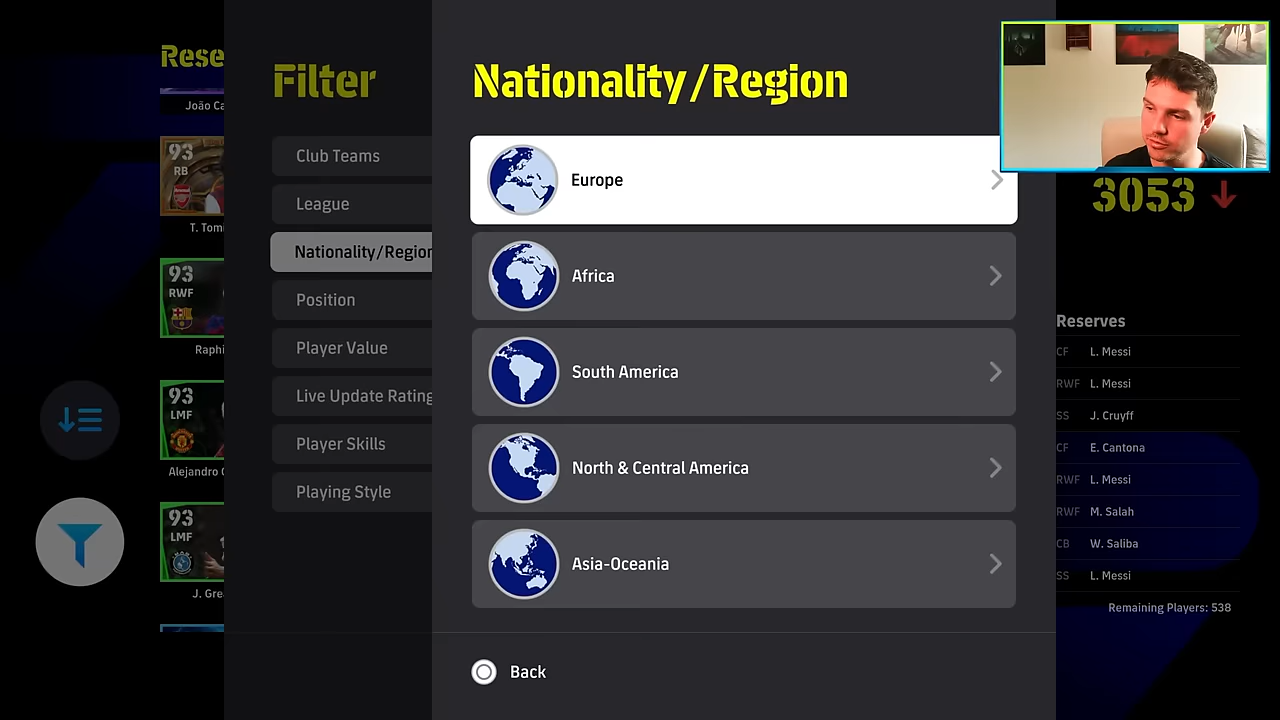 Rese
João Ca
93
RB
T. Tomi
93
RWF
Raphi
93
LMF
Alejandro
93
LMF
J. Gre
Filter
Club Teams
League
Nationality/Region
Position
Player Value
Live Update Rating
Player Skills
Playing Style
Nationality/Region
Europe
Africa
South America
North & Central America
Asia-Oceania
Back
3053
Reserves
CF L. Messi
RWF L. Messi
SS J. Cruyff
CF E. Cantona
RWF L. Messi
RWF M. Salah
CB W. Saliba
SS L. Messi
Remaining Players: 538